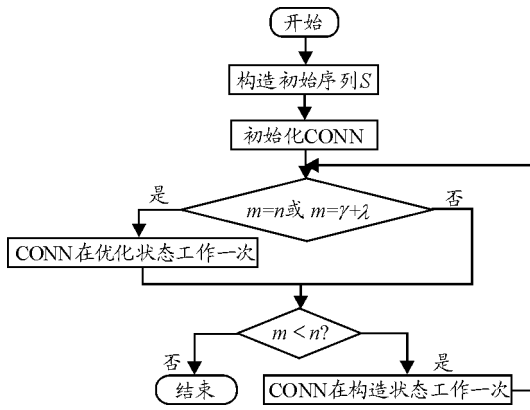 开始
构造初始序列S
初始化CONN
m=n或 m=γ+λ
是
否
CONN在优化状态工作一次
m<n?
否
是
结束
CONN在构造状态工作一次